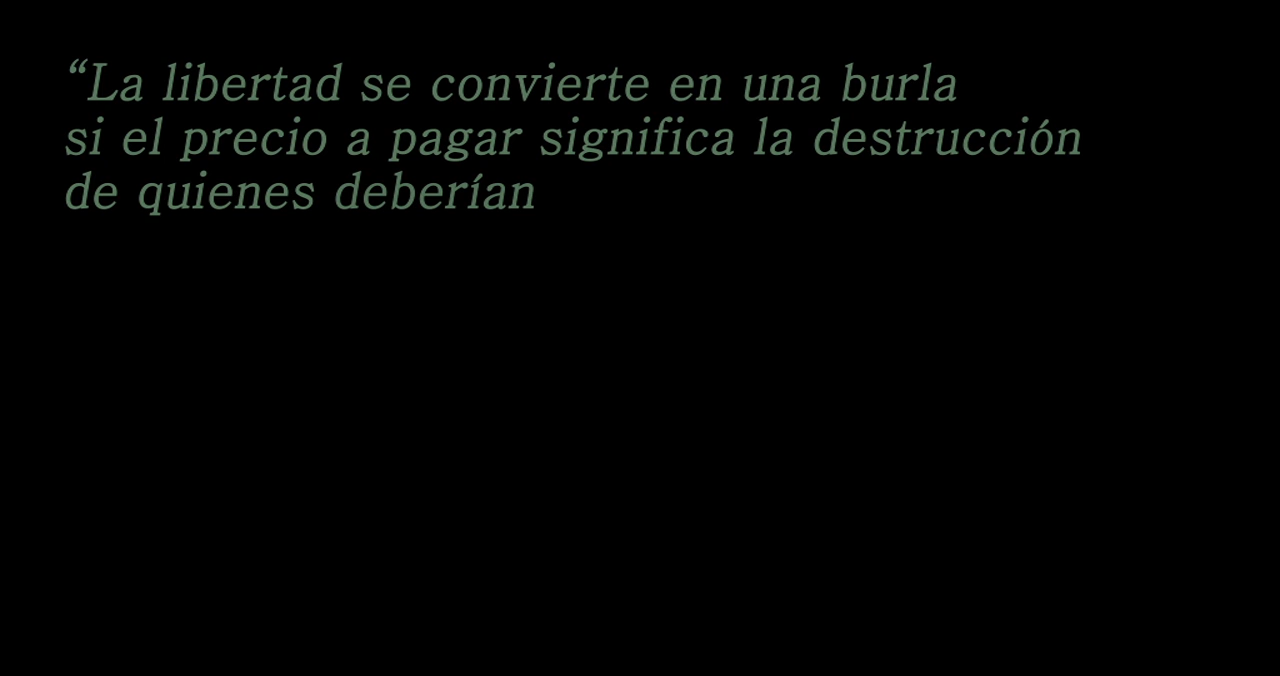 “La libertad se convierte en una burla
si el precio a pagar significa la destrucción
de quienes deberían